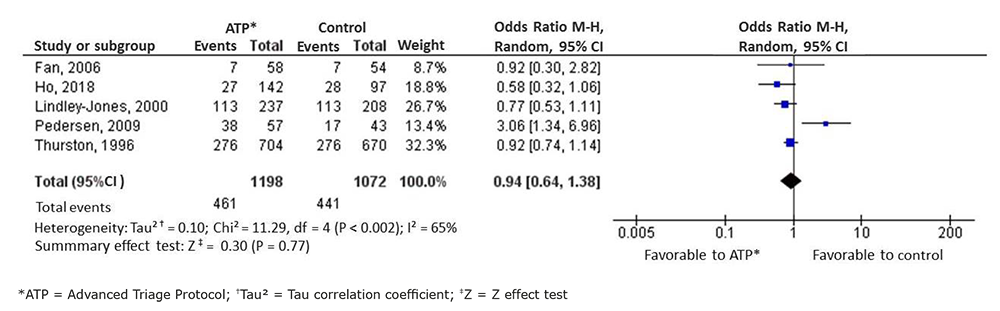 ATP* Control Odds Ratio M-H, Odds Ratio M-H,
Study or subgroup Events Total Events Total Weight Random, 95% CI Random, 95% CI
Fan, 2006 7 58 7 54 8.7% 0.92 [0.30, 2.82]
Ho, 2018 27 142 28 97 18.8% 0.58 [0.32, 1.06]
Lindley-Jones, 2000 113 237 113 208 26.7% 0.77 [0.53, 1.11]
Pedersen, 2009 38 57 17 43 13.4% 3.06 [1.34, 6.96]
Thurston, 1996 276 704 276 670 32.3% 0.92 [0.74, 1.14]
Total (95%CI) 1198 1072 100.0% 0.94 [0.64, 1.38]
Total events 461 441
Heterogeneity: Tau²† = 0.10; Chi² = 11.29, df = 4 (P < 0.002); I² = 65%
Summmary effect test: Z‡ = 0.30 (P = 0.77)
0.005 0.1 1 10 200
Favorable to ATP* Favorable to control
*ATP = Advanced Triage Protocol; †Tau² = Tau correlation coefficient; ‡Z = Z effect test